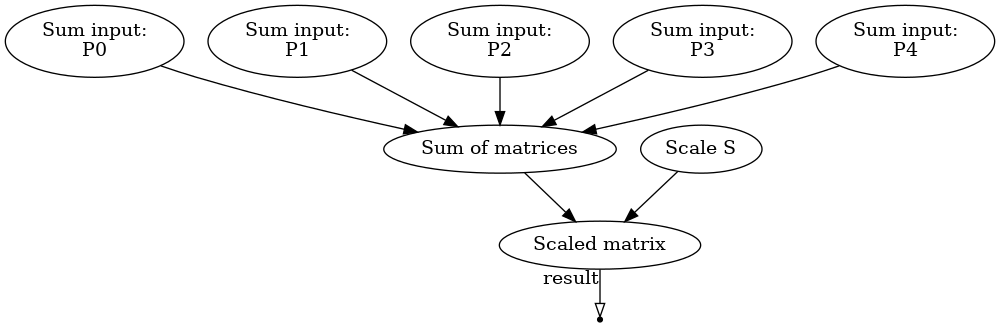 Sum input:
P0
Sum input:
P1
Sum input:
P2
Sum input:
P3
Sum input:
P4
Sum of matrices
Scale S
Scaled matrix
result